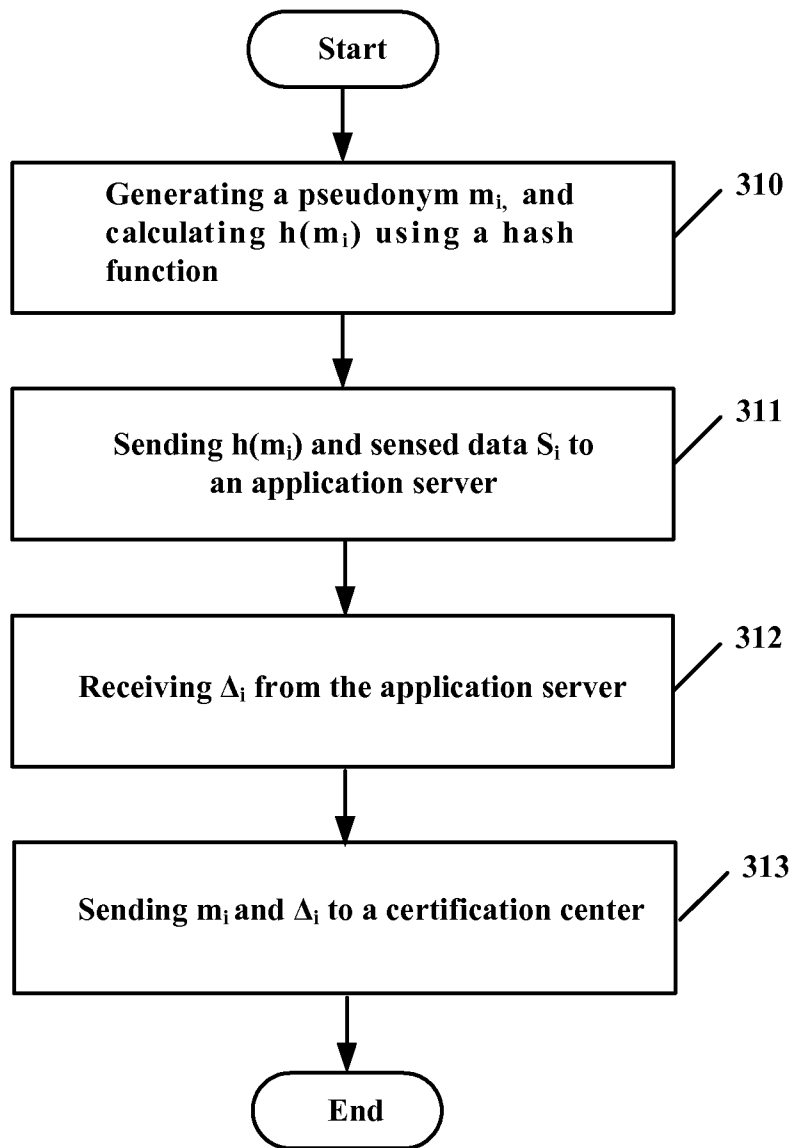 Start
Generating a pseudonym mᵢ, and
calculating h(mᵢ) using a hash
function
310
Sending h(mᵢ) and sensed data Sᵢ to
an application server
311
Receiving Δᵢ from the application server
312
Sending mᵢ and Δᵢ to a certification center
313
End